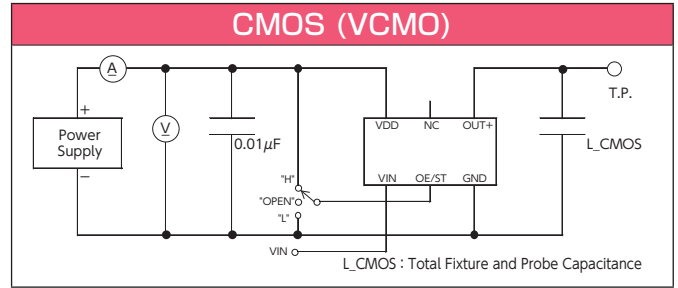 CMOS (VCMO)
A
T.P.
+
Power
Supply
−
V
0.01μF
VDD
NC
OUT+
L_CMOS
VIN
OE/ST
GND
"H"
"OPEN"
"L"
VIN
L_CMOS : Total Fixture and Probe Capacitance